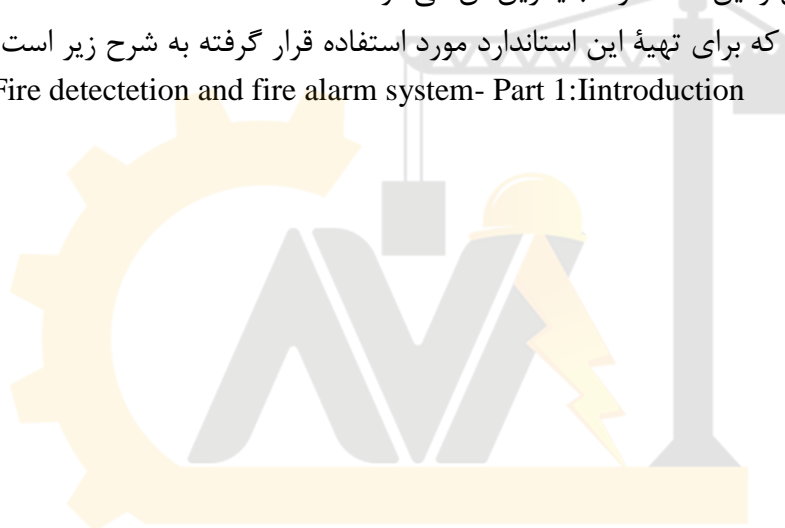 که برای تهیهٔ این استاندارد مورد استفاده قرار گرفته به شرح زیر است
Fire detectetion and fire alarm system- Part 1:Iintroduction